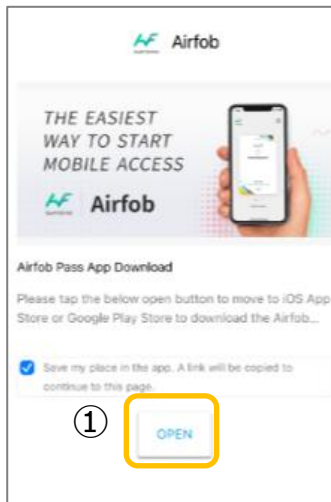 Airfob
THE EASIEST
WAY TO START
MOBILE ACCESS
Airfob
Airfob Pass App Download
Please tap the below open button to move to iOS App
Store or Google Play Store to download the Airfob...
Save my place in the app. A link will be copied to
continue to this page.
①
OPEN